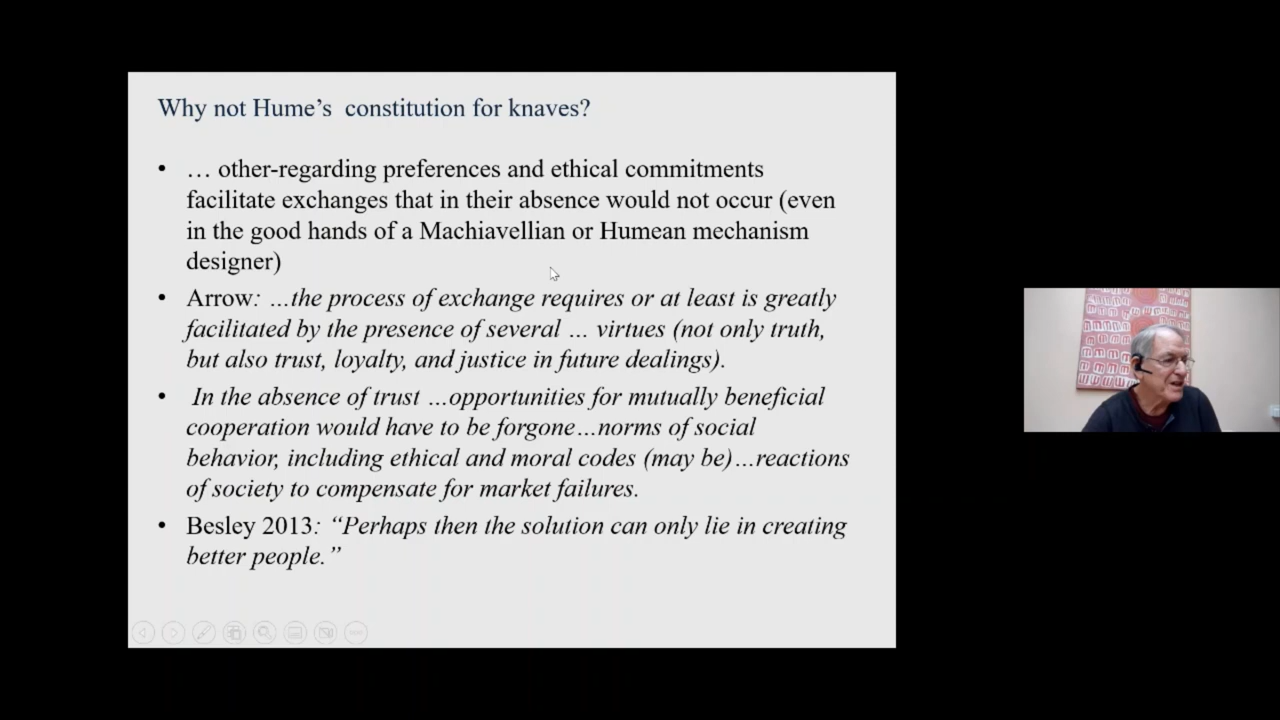 Why not Hume’s  constitution for knaves?
• … other-regarding preferences and ethical commitments
facilitate exchanges that in their absence would not occur (even
in the good hands of a Machiavellian or Humean mechanism
designer)
• Arrow: …the process of exchange requires or at least is greatly
facilitated by the presence of several … virtues (not only truth,
but also trust, loyalty, and justice in future dealings).
• In the absence of trust …opportunities for mutually beneficial
cooperation would have to be forgone…norms of social
behavior, including ethical and moral codes (may be)…reactions
of society to compensate for market failures.
• Besley 2013: “Perhaps then the solution can only lie in creating
better people.”